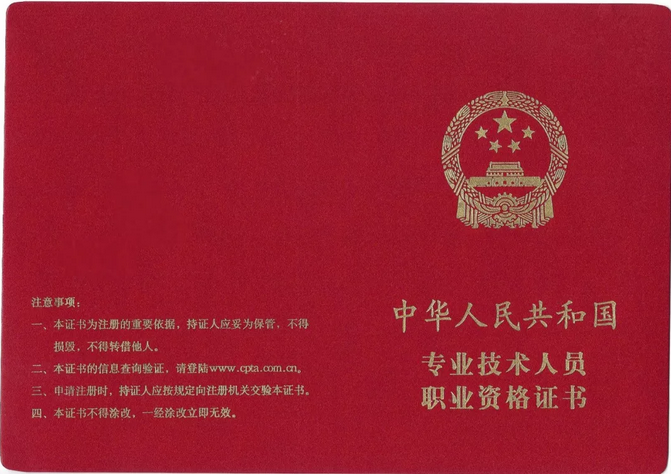 注意事项：
一、本证书为注册的重要依据，持证人应妥为保管，不得
损毁，不得转借他人。
二、本证书的信息查询验证，请登陆www.cpta.com.cn。
三、申请注册时，持证人应按规定向注册机关交验本证书。
四、本证书不得涂改，一经涂改立即无效。
中华人民共和国
专业技术人员
职业资格证书